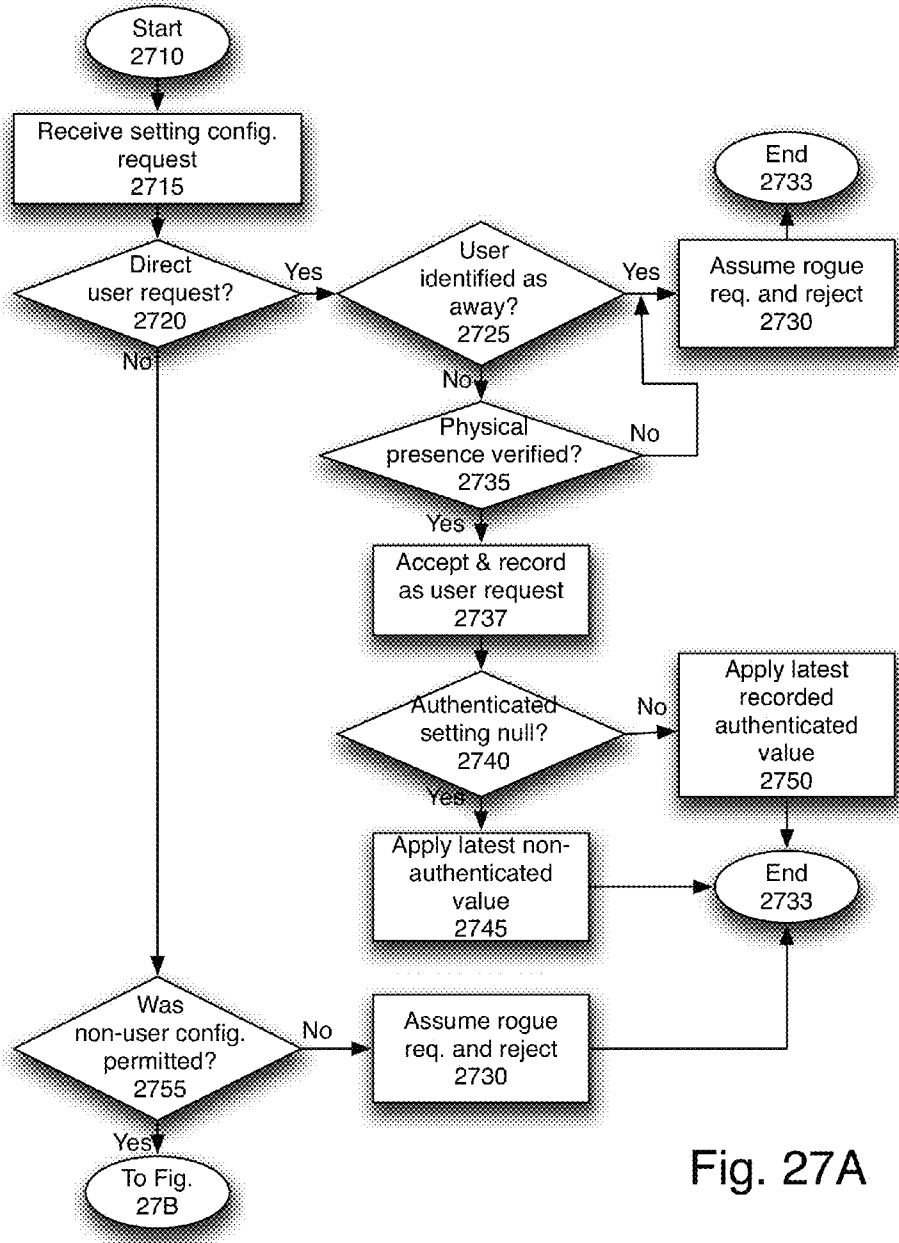 Start
2710
Receive setting config.
request
2715
End
2733
Direct
user request?
2720
Yes
No
User
identified as
away?
2725
Yes
No
Assume rogue
req. and reject
2730
Physical
presence verified?
2735
No
Yes
Accept & record
as user request
2737
Authenticated
setting null?
2740
No
Yes
Apply latest
recorded
authenticated
value
2750
Apply latest non-
authenticated
value
2745
End
2733
Was
non-user config.
permitted?
2755
No
Yes
Assume rogue
req. and reject
2730
To Fig.
27B
Fig. 27A